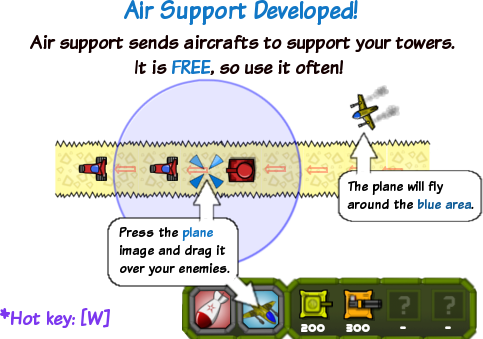 Air Support Developed!
Air support sends aircrafts to support your towers.
It is FREE, so use it often!
The plane will fly
around the blue area.
Press the plane
image and drag it
over your enemies.
*Hot key: [W]
? ?
200 300 - -